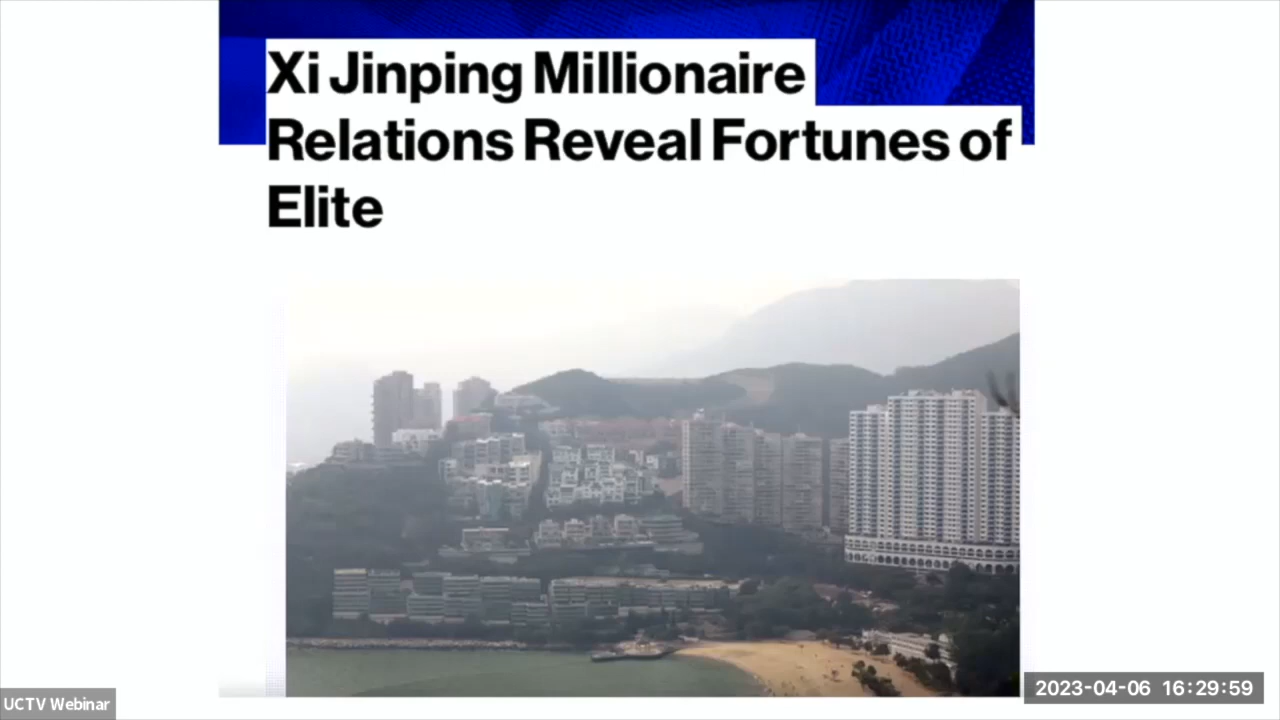 Xi Jinping Millionaire
Relations Reveal Fortunes of
Elite
UCTV Webinar
2023-04-06 16:29:59